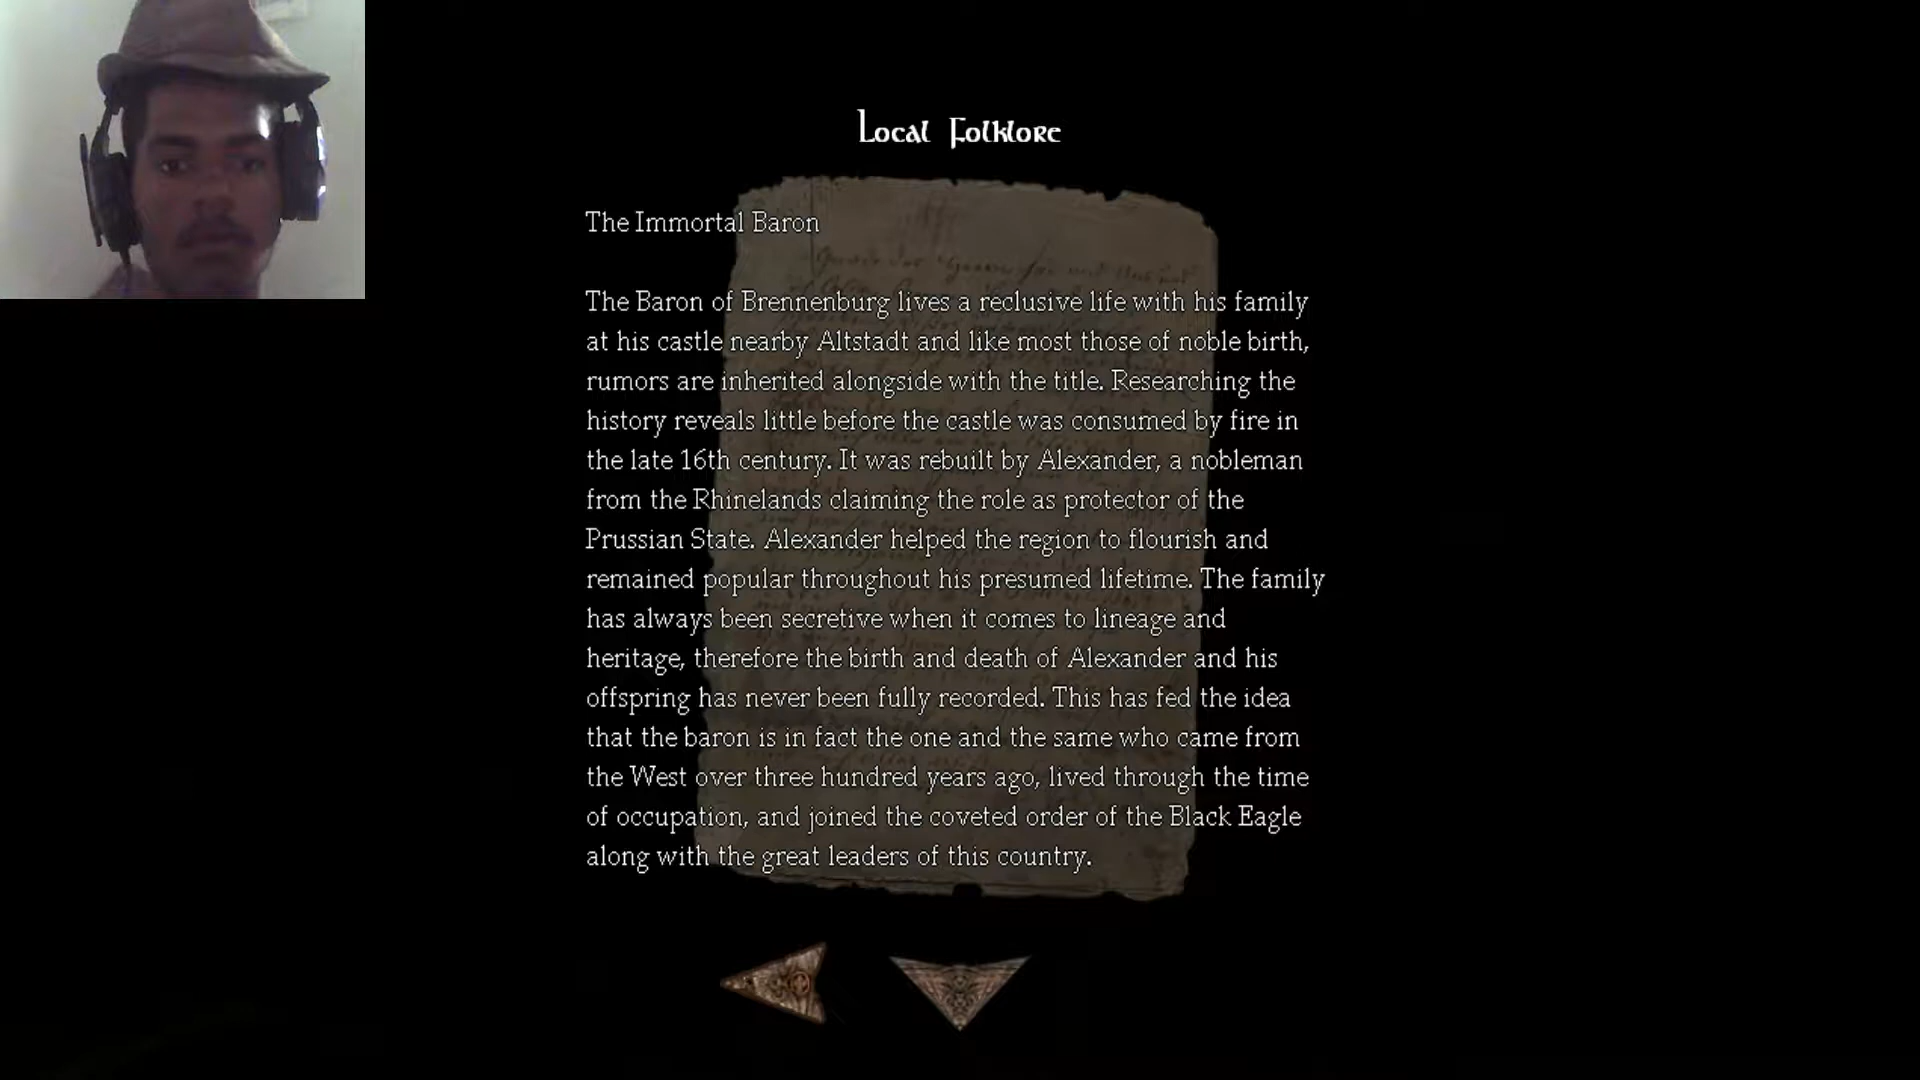 Local Folklore
The Immortal Baron
The Baron of Brennenburg lives a reclusive life with his family
at his castle nearby Altstadt and like most those of noble birth,
rumors are inherited alongside with the title. Researching the
history reveals little before the castle was consumed by fire in
the late 16th century. It was rebuilt by Alexander, a nobleman
from the Rhinelands claiming the role as protector of the
Prussian State. Alexander helped the region to flourish and
remained popular throughout his presumed lifetime. The family
has always been secretive when it comes to lineage and
heritage, therefore the birth and death of Alexander and his
offspring has never been fully recorded. This has fed the idea
that the baron is in fact the one and the same who came from
the West over three hundred years ago, lived through the time
of occupation, and joined the coveted order of the Black Eagle
along with the great leaders of this country.